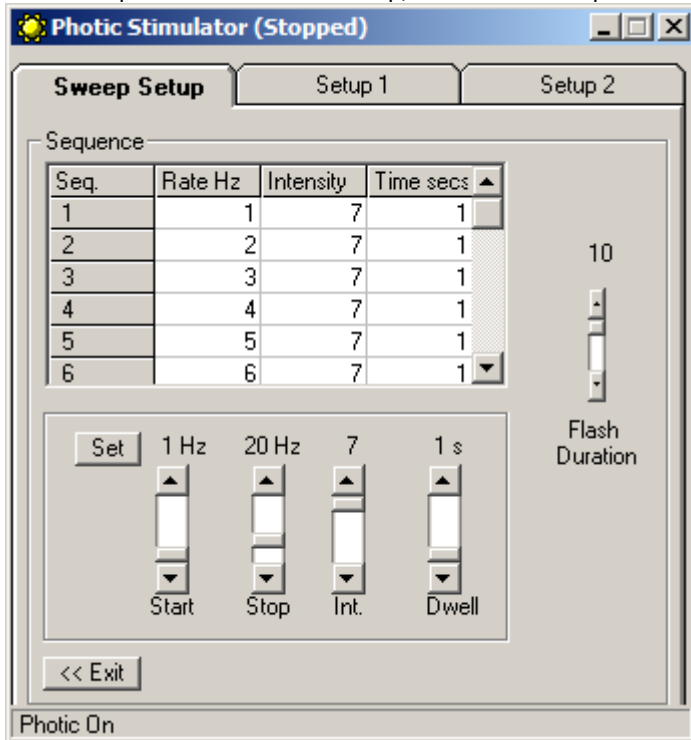 Photic Stimulator (Stopped)
Sweep Setup Setup 1 Setup 2
Sequence
Seq. Rate Hz Intensity Time secs
1 1 7 1
2 2 7 1
3 3 7 1
4 4 7 1
5 5 7 1
6 6 7 1
10
Flash
Duration
Set 1 Hz 20 Hz 7 1 s
Start Stop Int. Dwell
<< Exit
Photic On